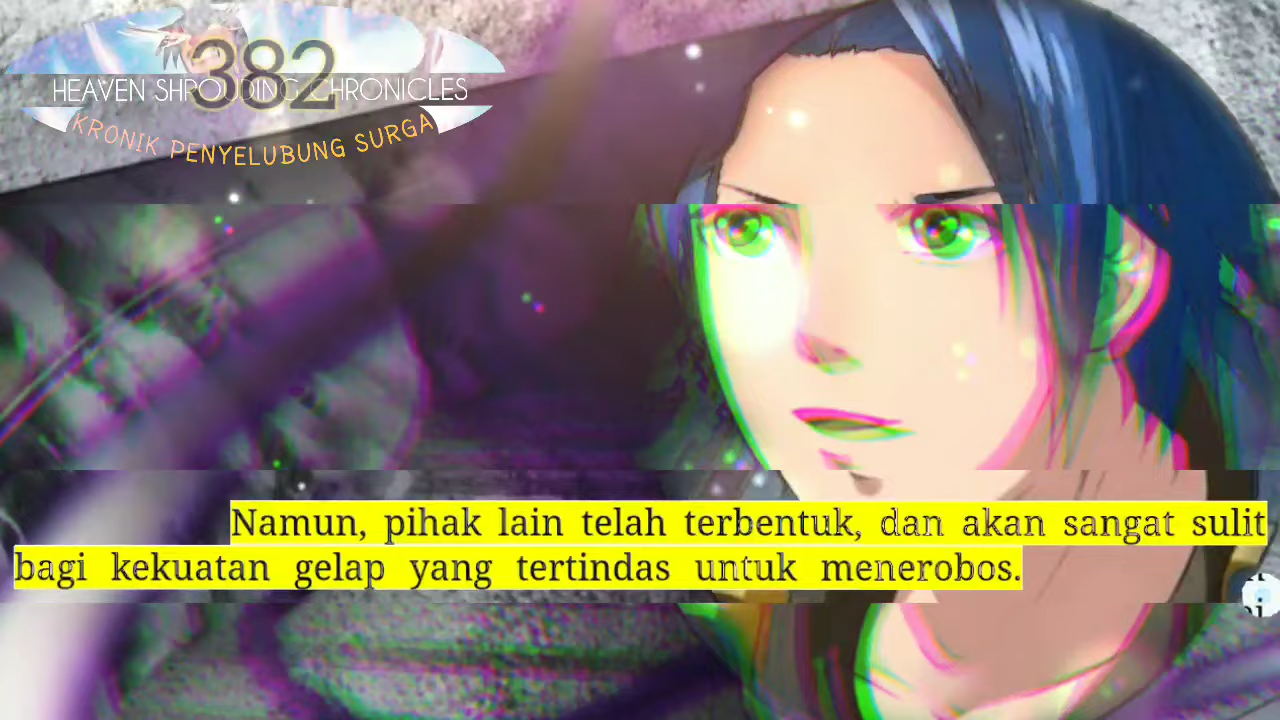 382
HEAVEN SHROUDING CHRONICLES
KRONIK PENYELUBUNG SURGA
Namun, pihak lain telah terbentuk, dan akan sangat sulit
bagi kekuatan gelap yang tertindas untuk menerobos.